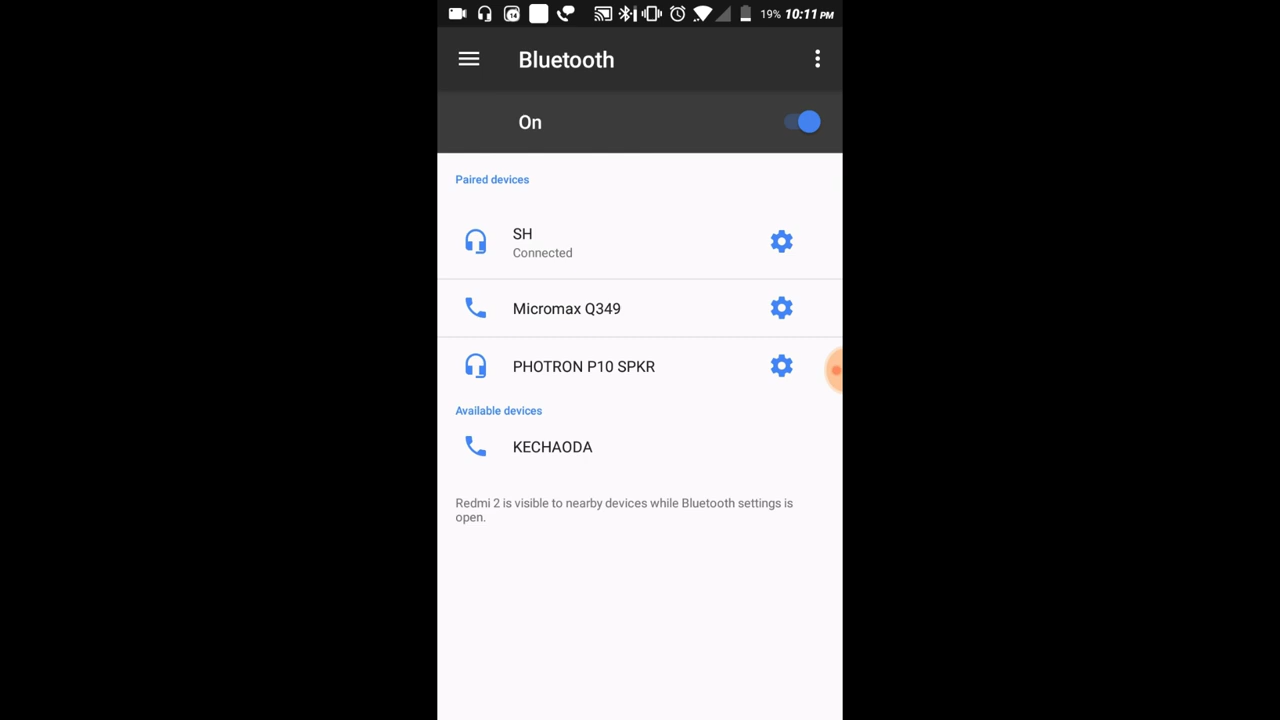 19% 10:11 PM
Bluetooth
On
Paired devices
SH
Connected
Micromax Q349
PHOTRON P10 SPKR
Available devices
KECHAODA
Redmi 2 is visible to nearby devices while Bluetooth settings is
open.